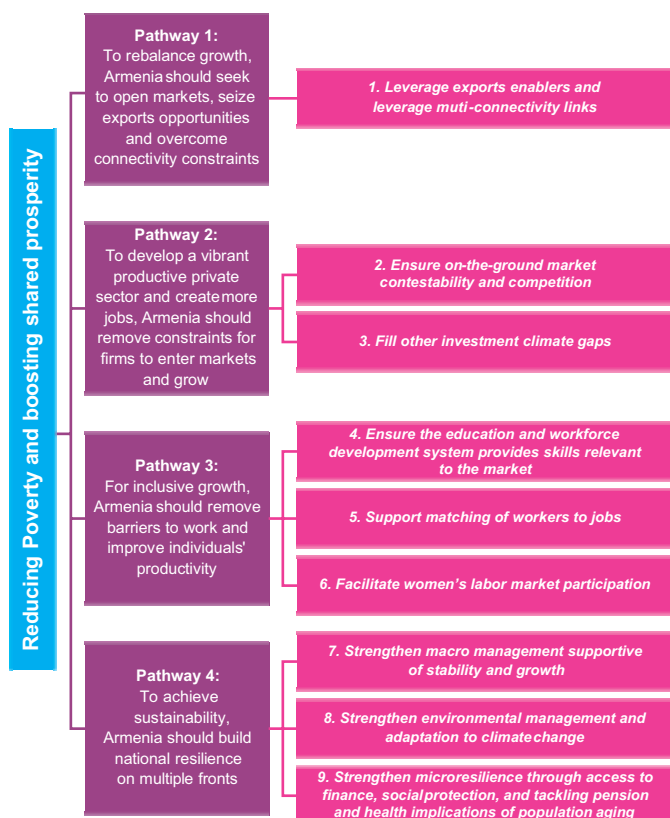 Reducing Poverty and boosting shared prosperity
Pathway 1:
To rebalance growth,
Armenia should seek
to open markets, seize
exports opportunities
and overcome
connectivity constraints
1. Leverage exports enablers and
leverage muti-connectivity links
Pathway 2:
To develop a vibrant
productive private
sector and create more
jobs, Armenia should
remove constraints for
firms to enter markets
and grow
2. Ensure on-the-ground market
contestability and competition
3. Fill other investment climate gaps
Pathway 3:
For inclusive growth,
Armenia should remove
barriers to work and
improve individuals'
productivity
4. Ensure the education and workforce
development system provides skills relevant
to the market
5. Support matching of workers to jobs
6. Facilitate women's labor market participation
Pathway 4:
To achieve
sustainability,
Armenia should build
national resilience
on multiple fronts
7. Strengthen macro management supportive
of stability and growth
8. Strengthen environmental management and
adaptation to climate change
9. Strengthen microresilience through access to
finance, social protection, and tackling pension
and health implications of population aging